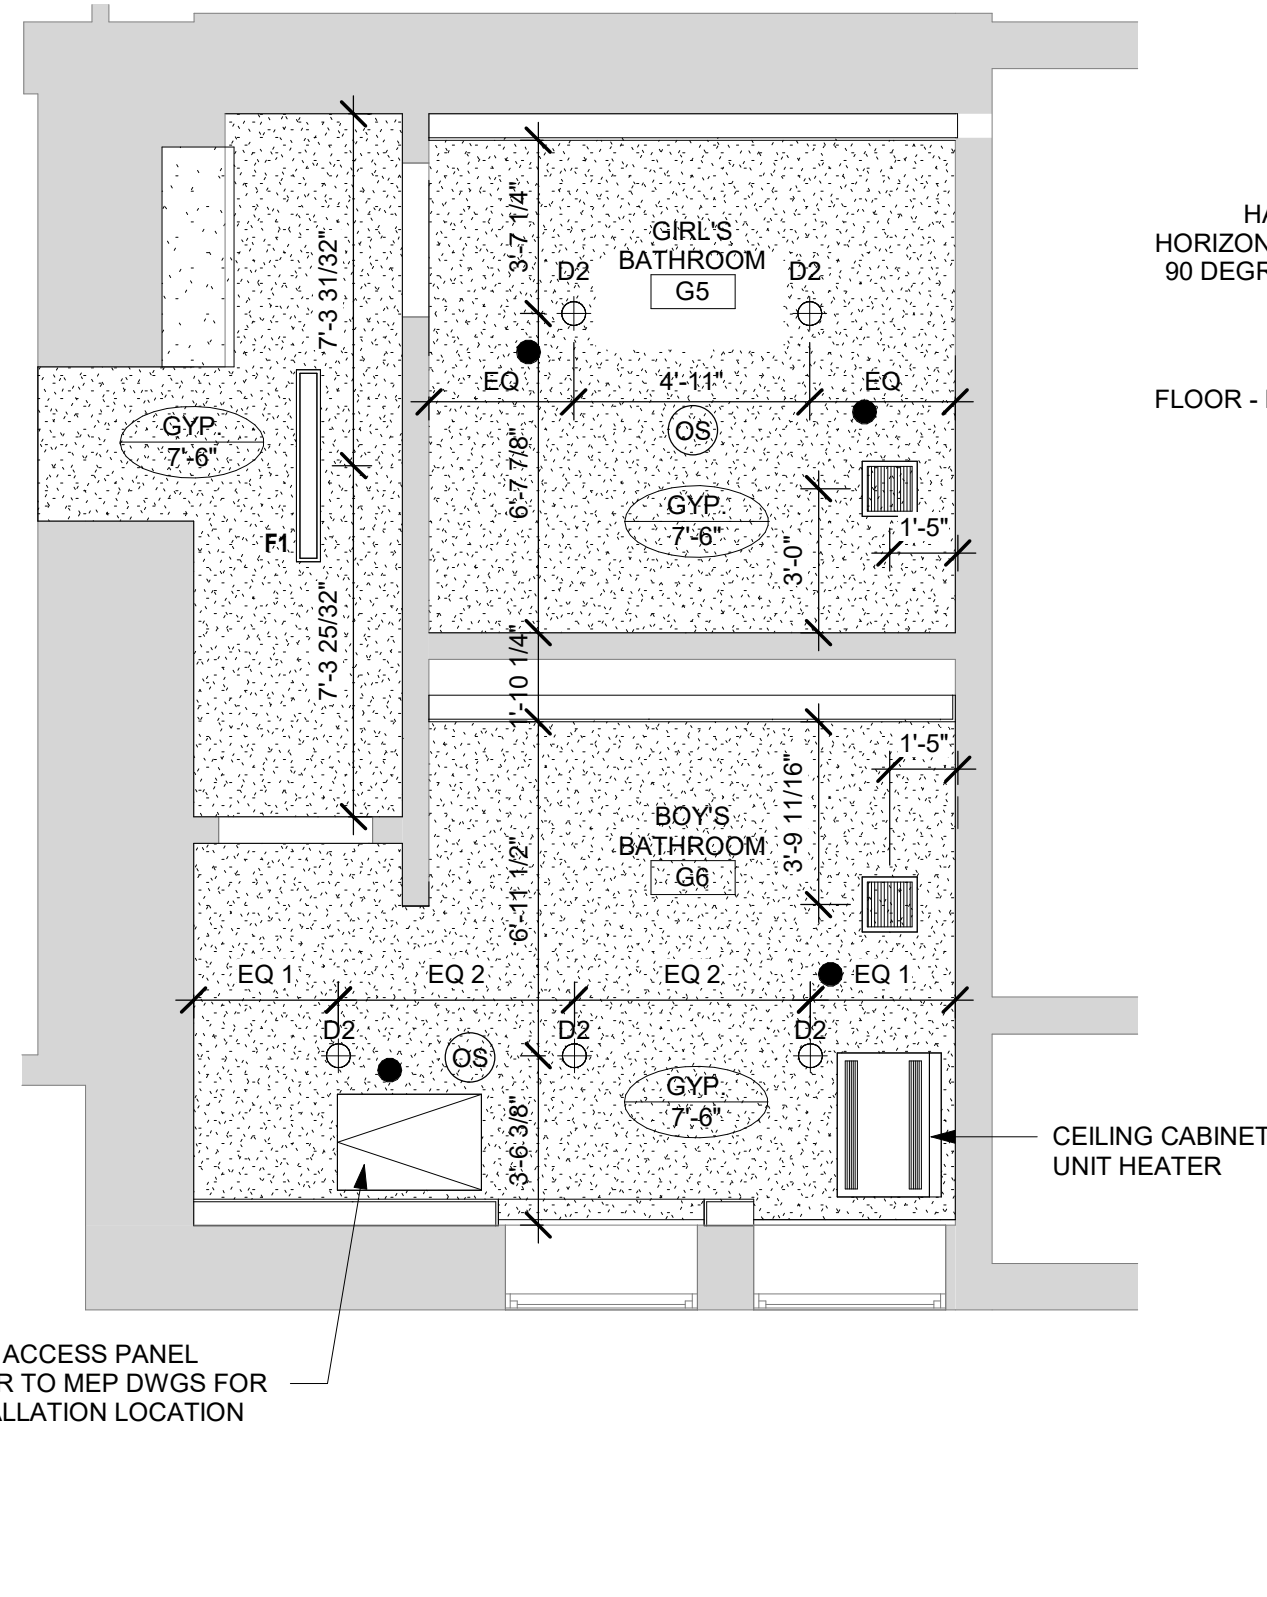 7'-3 31/32"
3'-7 1/4"
GIRL'S
BATHROOM
G5
D2
D2
HA
HORIZON
90 DEGR
EQ
4'-11"
EQ
FLOOR -
GYP.
7'-6"
OS
6'-7 7/8"
GYP.
7'-6"
1'-5"
3'-0"
F1
7'-3 25/32"
1'-10 1/4"
1'-5"
3'-9 11/16"
BOY'S
BATHROOM
G6
6'-11 1/2"
EQ 1
EQ 2
EQ 2
EQ 1
D2
D2
D2
OS
GYP.
7'-6"
3'-6 3/8"
CEILING CABINET
UNIT HEATER
ACCESS PANEL
R TO MEP DWGS FOR
ALLATION LOCATION